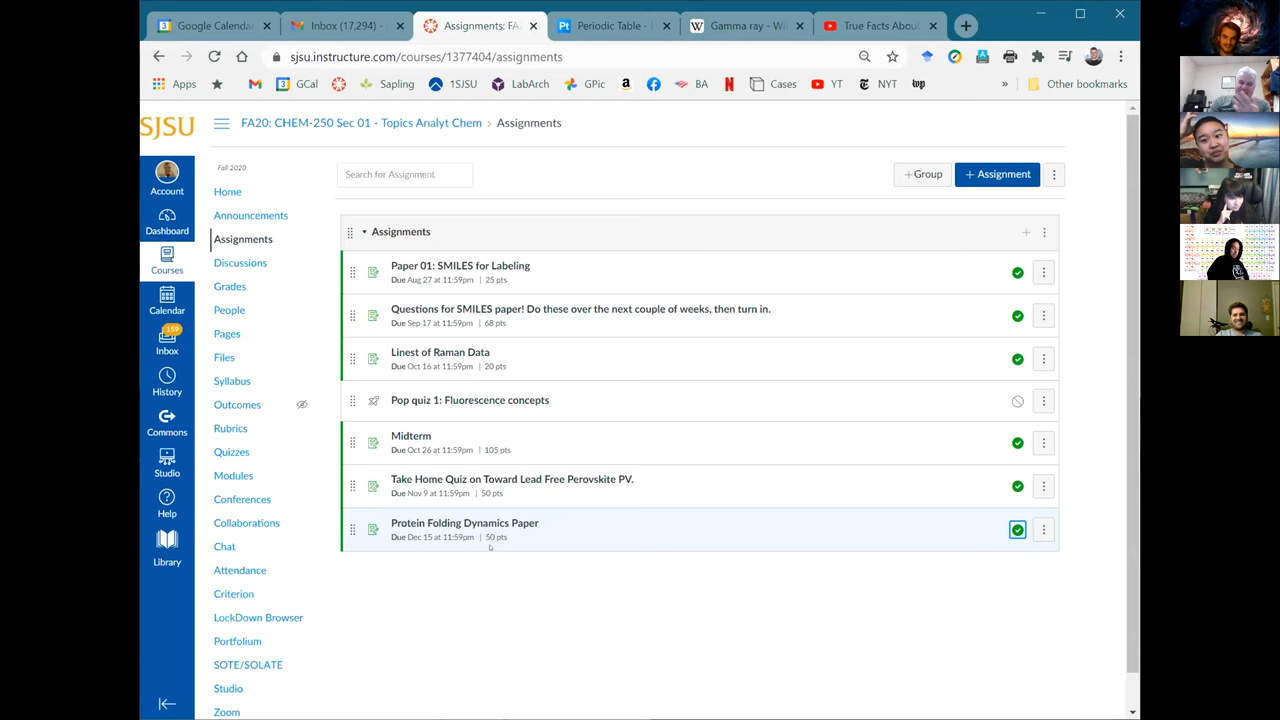 Google Calendar
Inbox (17,294) -
Assignments: FA
Periodic Table -
Gamma ray - Wi
True Facts About
sjsu.instructure.com/courses/1377404/assignments
Apps
GCal
Sapling
1SJSU
LabArch
GPic
BA
Cases
YT
NYT
»
Other bookmarks
SJSU
FA20: CHEM-250 Sec 01 - Topics Analyt Chem › Assignments
Account
Dashboard
Courses
Calendar
159
Inbox
History
Commons
Studio
Help
Library
Fall 2020
Home
Announcements
Assignments
Discussions
Grades
People
Pages
Files
Syllabus
Outcomes
Rubrics
Quizzes
Modules
Conferences
Collaborations
Chat
Attendance
Criterion
LockDown Browser
Portfolium
SOTE/SOLATE
Studio
Zoom
Search for Assignment
+Group
+ Assignment
Assignments
Paper 01: SMILES for Labeling
Due Aug 27 at 11:59pm | 25 pts
Questions for SMILES paper! Do these over the next couple of weeks, then turn in.
Due Sep 17 at 11:59pm | 68 pts
Linest of Raman Data
Due Oct 16 at 11:59pm | 20 pts
Pop quiz 1: Fluorescence concepts
Midterm
Due Oct 26 at 11:59pm | 105 pts
Take Home Quiz on Toward Lead Free Perovskite PV.
Due Nov 9 at 11:59pm | 50 pts
Protein Folding Dynamics Paper
Due Dec 15 at 11:59pm | 50 pts